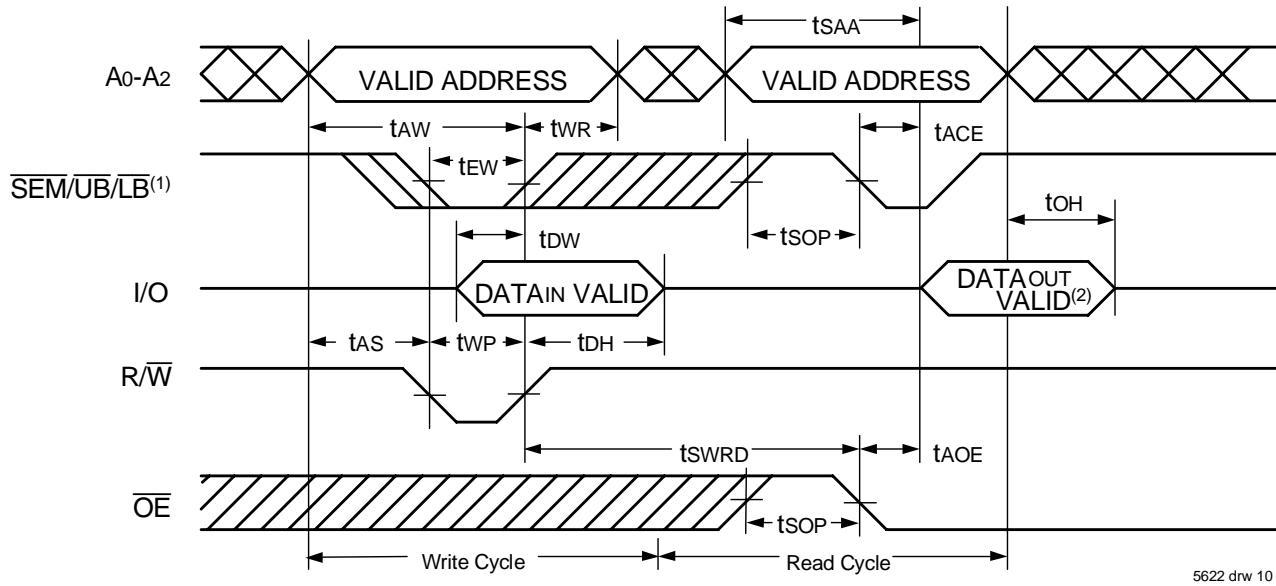 tSAA
A0-A2 VALID ADDRESS VALID ADDRESS
tAW tWR tACE
tEW
SEM/UB/LB(1)
tOH
tDW tSOP
I/O DATAIN VALID DATAOUT VALID(2)
tAS tWP tDH
R/W
tSWRD tAOE
OE
tSOP
Write Cycle Read Cycle
5622 drw 10